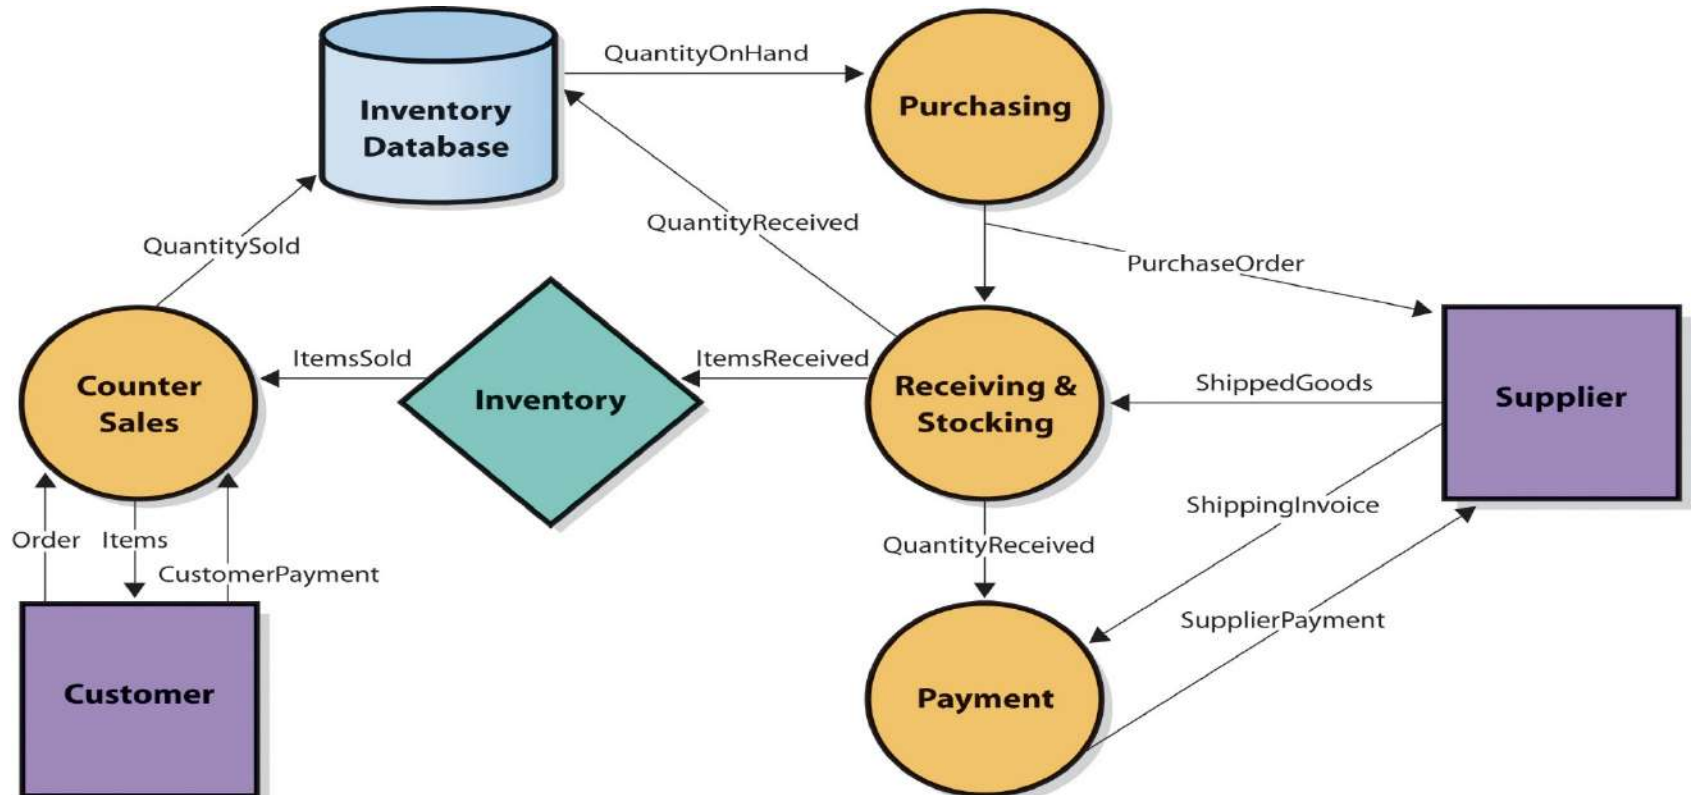 QuantityOnHand
Inventory
Database
Purchasing
QuantitySold
QuantityReceived
PurchaseOrder
Counter
Sales
ItemsSold
Inventory
ItemsReceived
Receiving &
Stocking
ShippedGoods
Supplier
Order
Items
CustomerPayment
QuantityReceived
ShippingInvoice
SupplierPayment
Customer
Payment